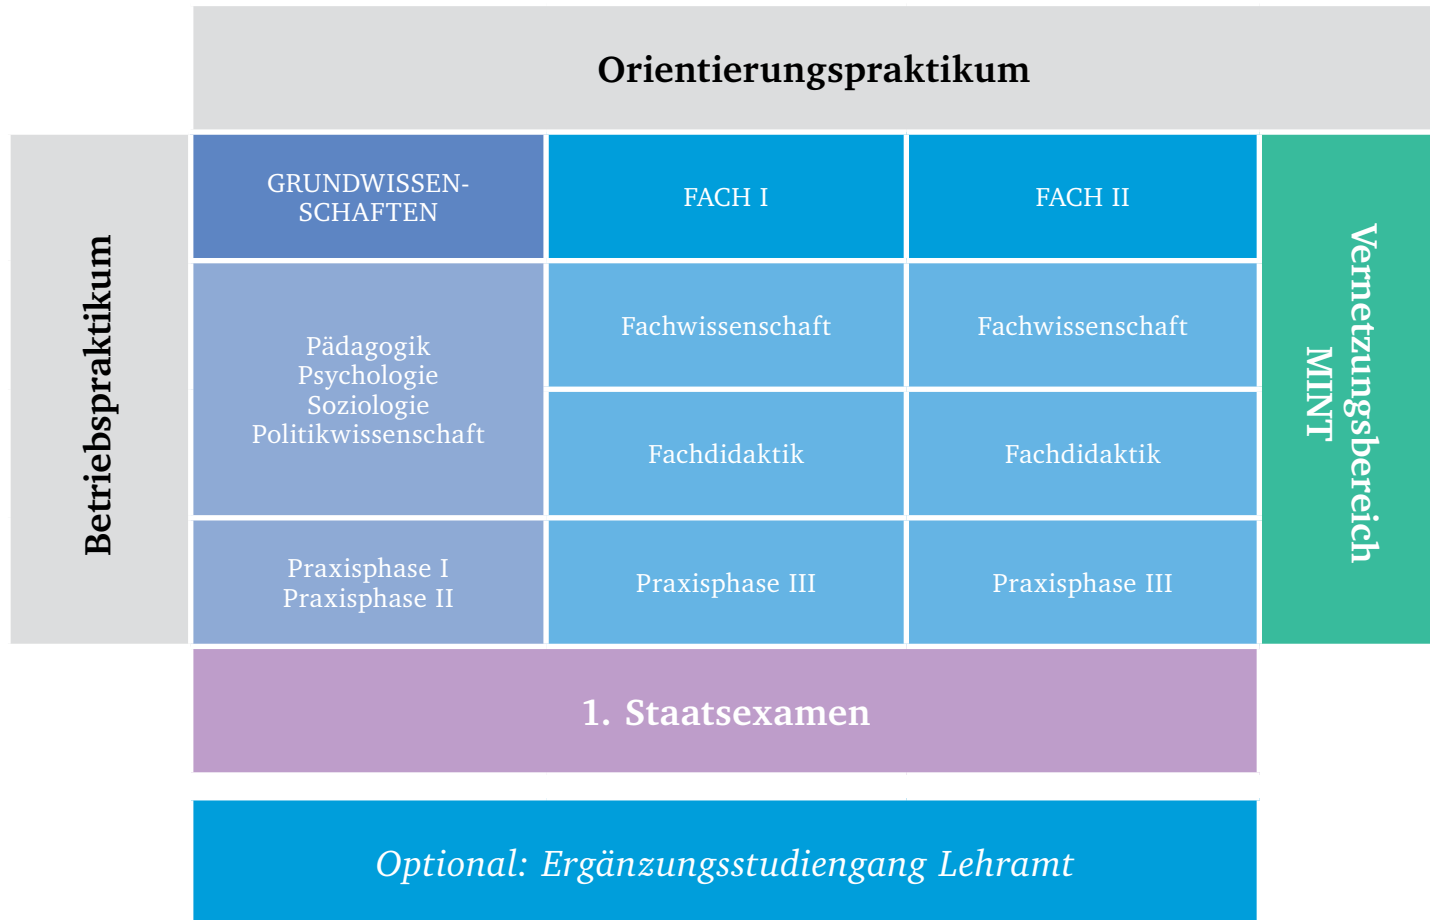 Orientierungspraktikum
Betriebspraktikum
GRUNDWISSEN-
SCHAFTEN
FACH I
FACH II
Vernetzungsbereich
MINT
Pädagogik
Psychologie
Soziologie
Politikwissenschaft
Fachwissenschaft
Fachwissenschaft
Fachdidaktik
Fachdidaktik
Praxisphase I
Praxisphase II
Praxisphase III
Praxisphase III
1. Staatsexamen
Optional: Ergänzungsstudiengang Lehramt